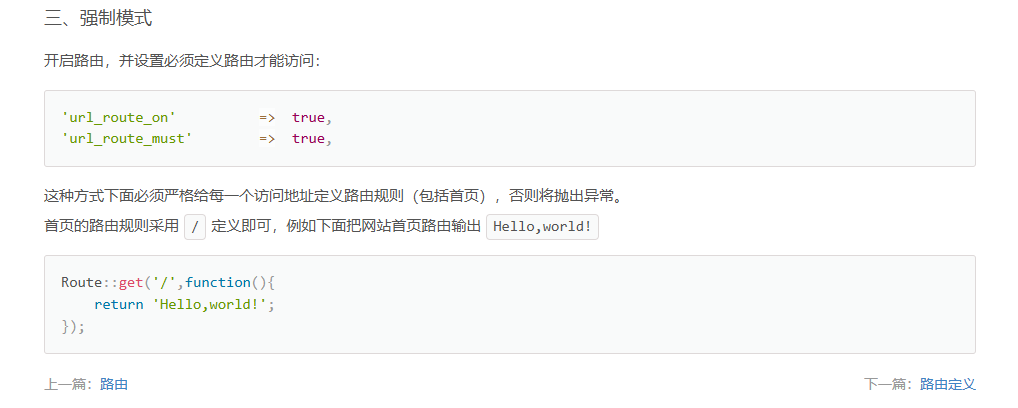 三、强制模式
开启路由，并设置必须定义路由才能访问：
'url_route_on'          =>  true,
'url_route_must'        =>  true,
这种方式下面必须严格给每一个访问地址定义路由规则（包括首页），否则将抛出异常。
首页的路由规则采用 / 定义即可，例如下面把网站首页路由输出 Hello,world!
Route::get('/',function(){
    return 'Hello,world!';
});
上一篇：路由 下一篇：路由定义